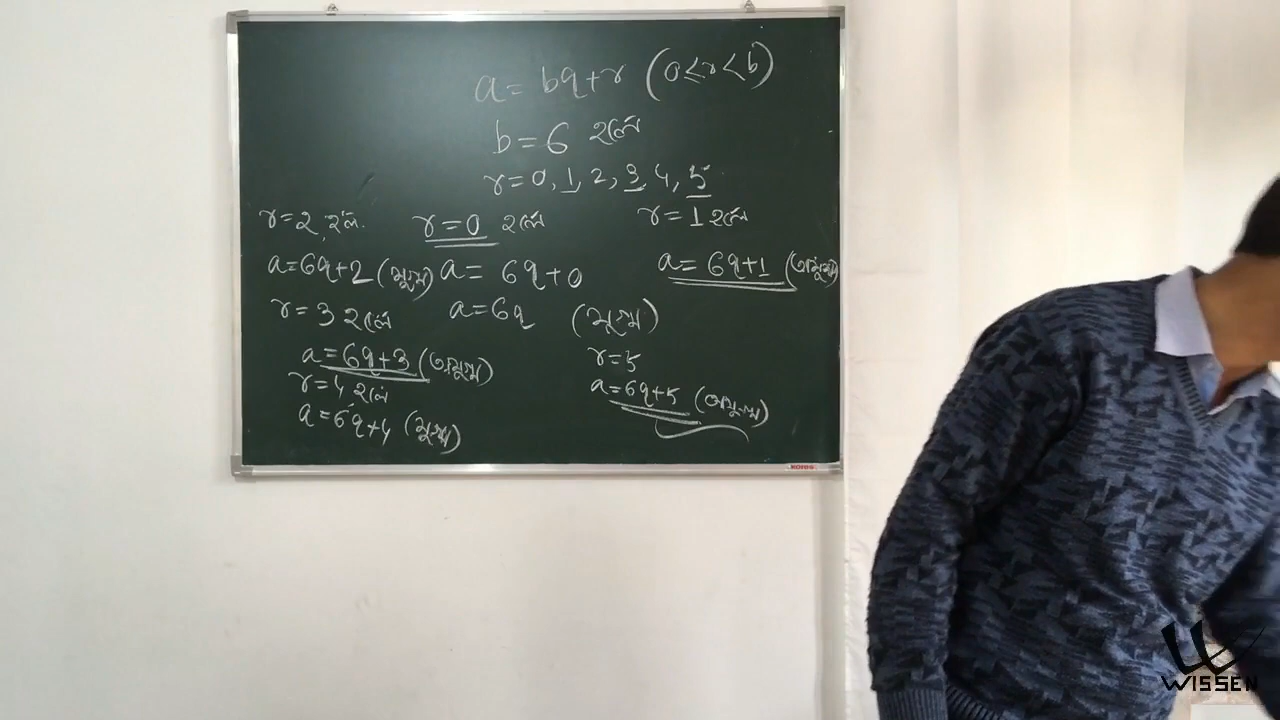 a = bq + r (0 ≤ r < b)
b = 6 হলে
r = 0, 1, 2, 3, 4, 5
r = 2, হলে
r = 0 হলে
r = 1 হলে
a = 6q + 2 (যুগ্ম)
a = 6q + 0
a = 6q + 1 (অযুগ্ম)
r = 3 হলে
a = 6q (যুগ্ম)
a = 6q + 3 (অযুগ্ম)
r = 5
r = 4 হলে
a = 6q + 5 (অযুগ্ম)
a = 6q + 4 (যুগ্ম)
KORES
WISSEN